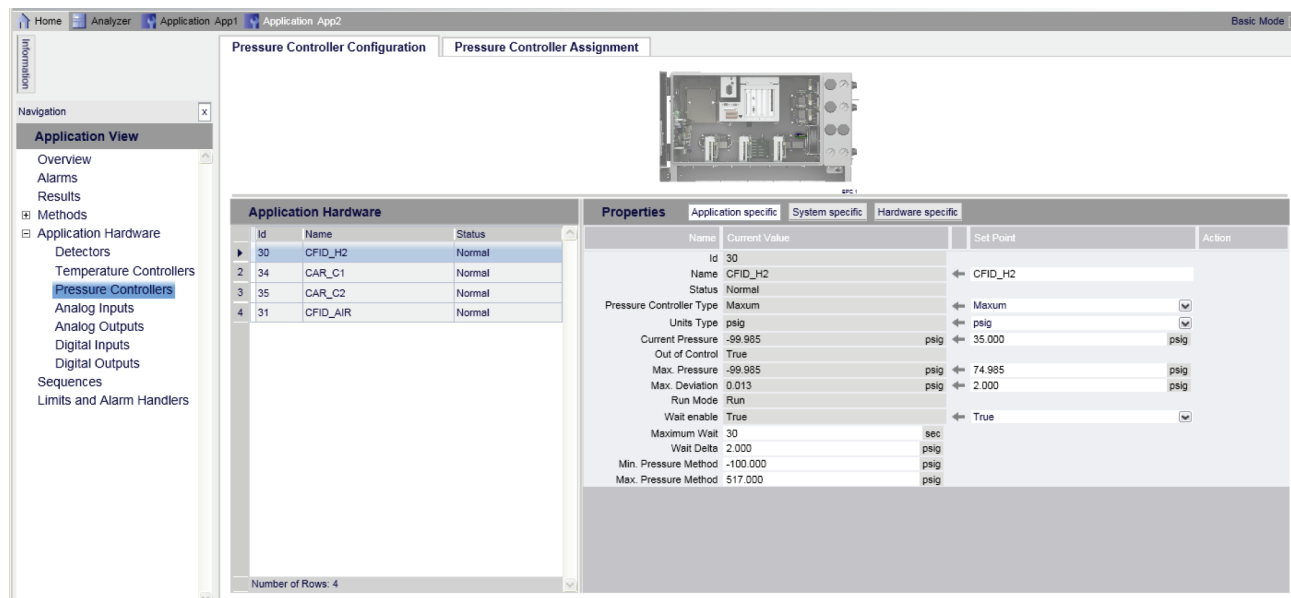 Home Analyzer Application App1 Application App2 Basic Mode
Information
Pressure Controller Configuration Pressure Controller Assignment
Navigation x
Application View
Overview
Alarms
Results
Methods
Application Hardware
Detectors
Temperature Controllers
Pressure Controllers
Analog Inputs
Analog Outputs
Digital Inputs
Digital Outputs
Sequences
Limits and Alarm Handlers
Application Hardware
Id Name Status
30 CFID_H2 Normal
2 34 CAR_C1 Normal
3 35 CAR_C2 Normal
4 31 CFID_AIR Normal
Number of Rows: 4
Properties Application specific System specific Hardware specific
Name Current Value Set Point Action
Id 30
Name CFID_H2 CFID_H2
Status Normal
Pressure Controller Type Maxum Maxum
Units Type psig psig
Current Pressure -99.985 psig 35.000 psig
Out of Control True
Max. Pressure -99.985 psig 74.985 psig
Max. Deviation 0.013 psig 2.000 psig
Run Mode Run
Wait enable True True
Maximum Wait 30 sec
Wait Delta 2.000 psig
Min. Pressure Method -100.000 psig
Max. Pressure Method 517.000 psig